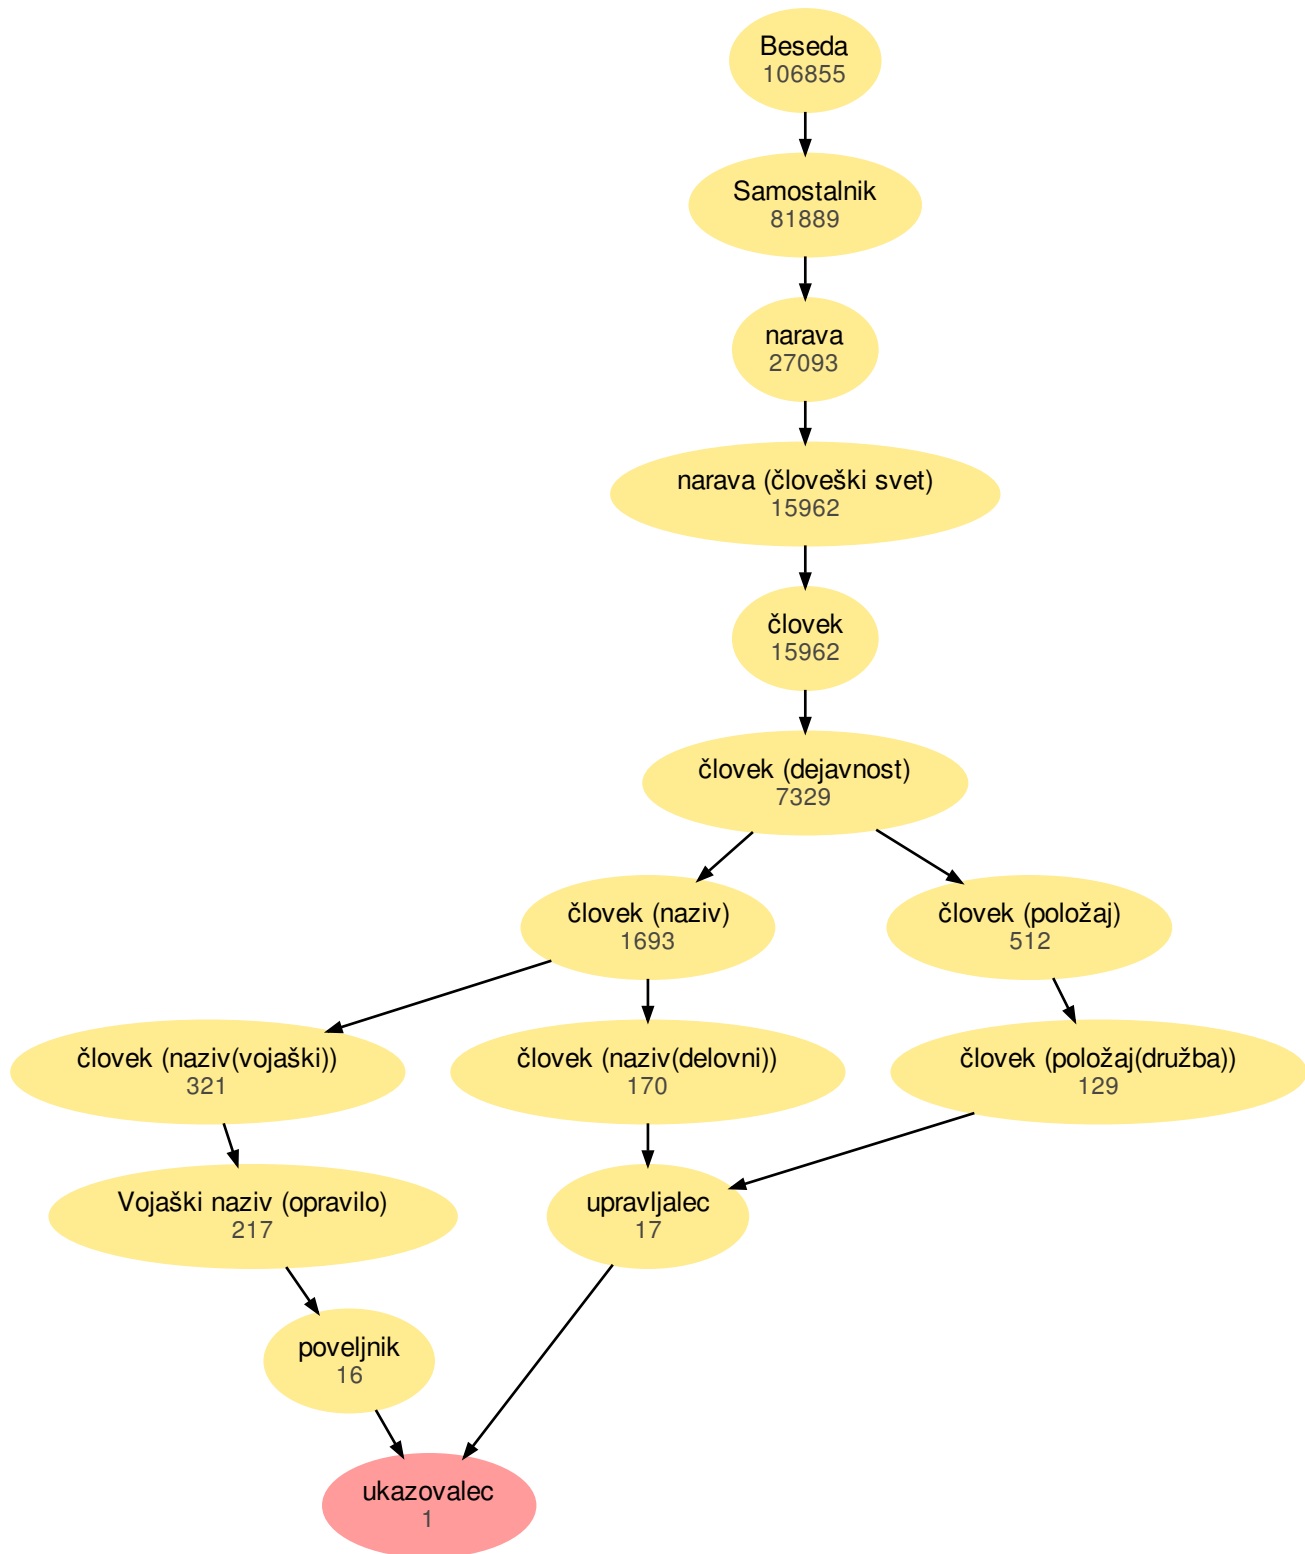 Beseda
106855
Samostalnik
81889
narava
27093
narava (človeški svet)
15962
človek
15962
človek (dejavnost)
7329
človek (naziv)
1693
človek (položaj)
512
človek (naziv(vojaški))
321
človek (naziv(delovni))
170
človek (položaj(družba))
129
Vojaški naziv (opravilo)
217
upravljalec
17
poveljnik
16
ukazovalec
1